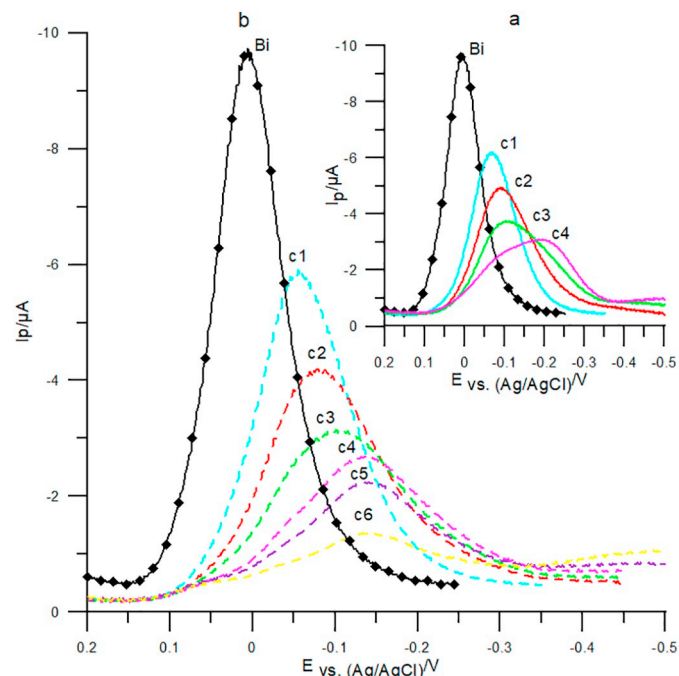 b
a
-10
-8
-6
-4
-2
0
Ip/µA
Bi
c1
c2
c3
c4
c5
c6
0.2 0.1 0 -0.1 -0.2 -0.3 -0.4 -0.5
E vs. (Ag/AgCl)/V
-10
-8
-6
-4
-2
0
Ip/µA
Bi
c1
c2
c3
c4
0.2 0.1 0 -0.1 -0.2 -0.3 -0.4 -0.5
E vs. (Ag/AgCl)/V